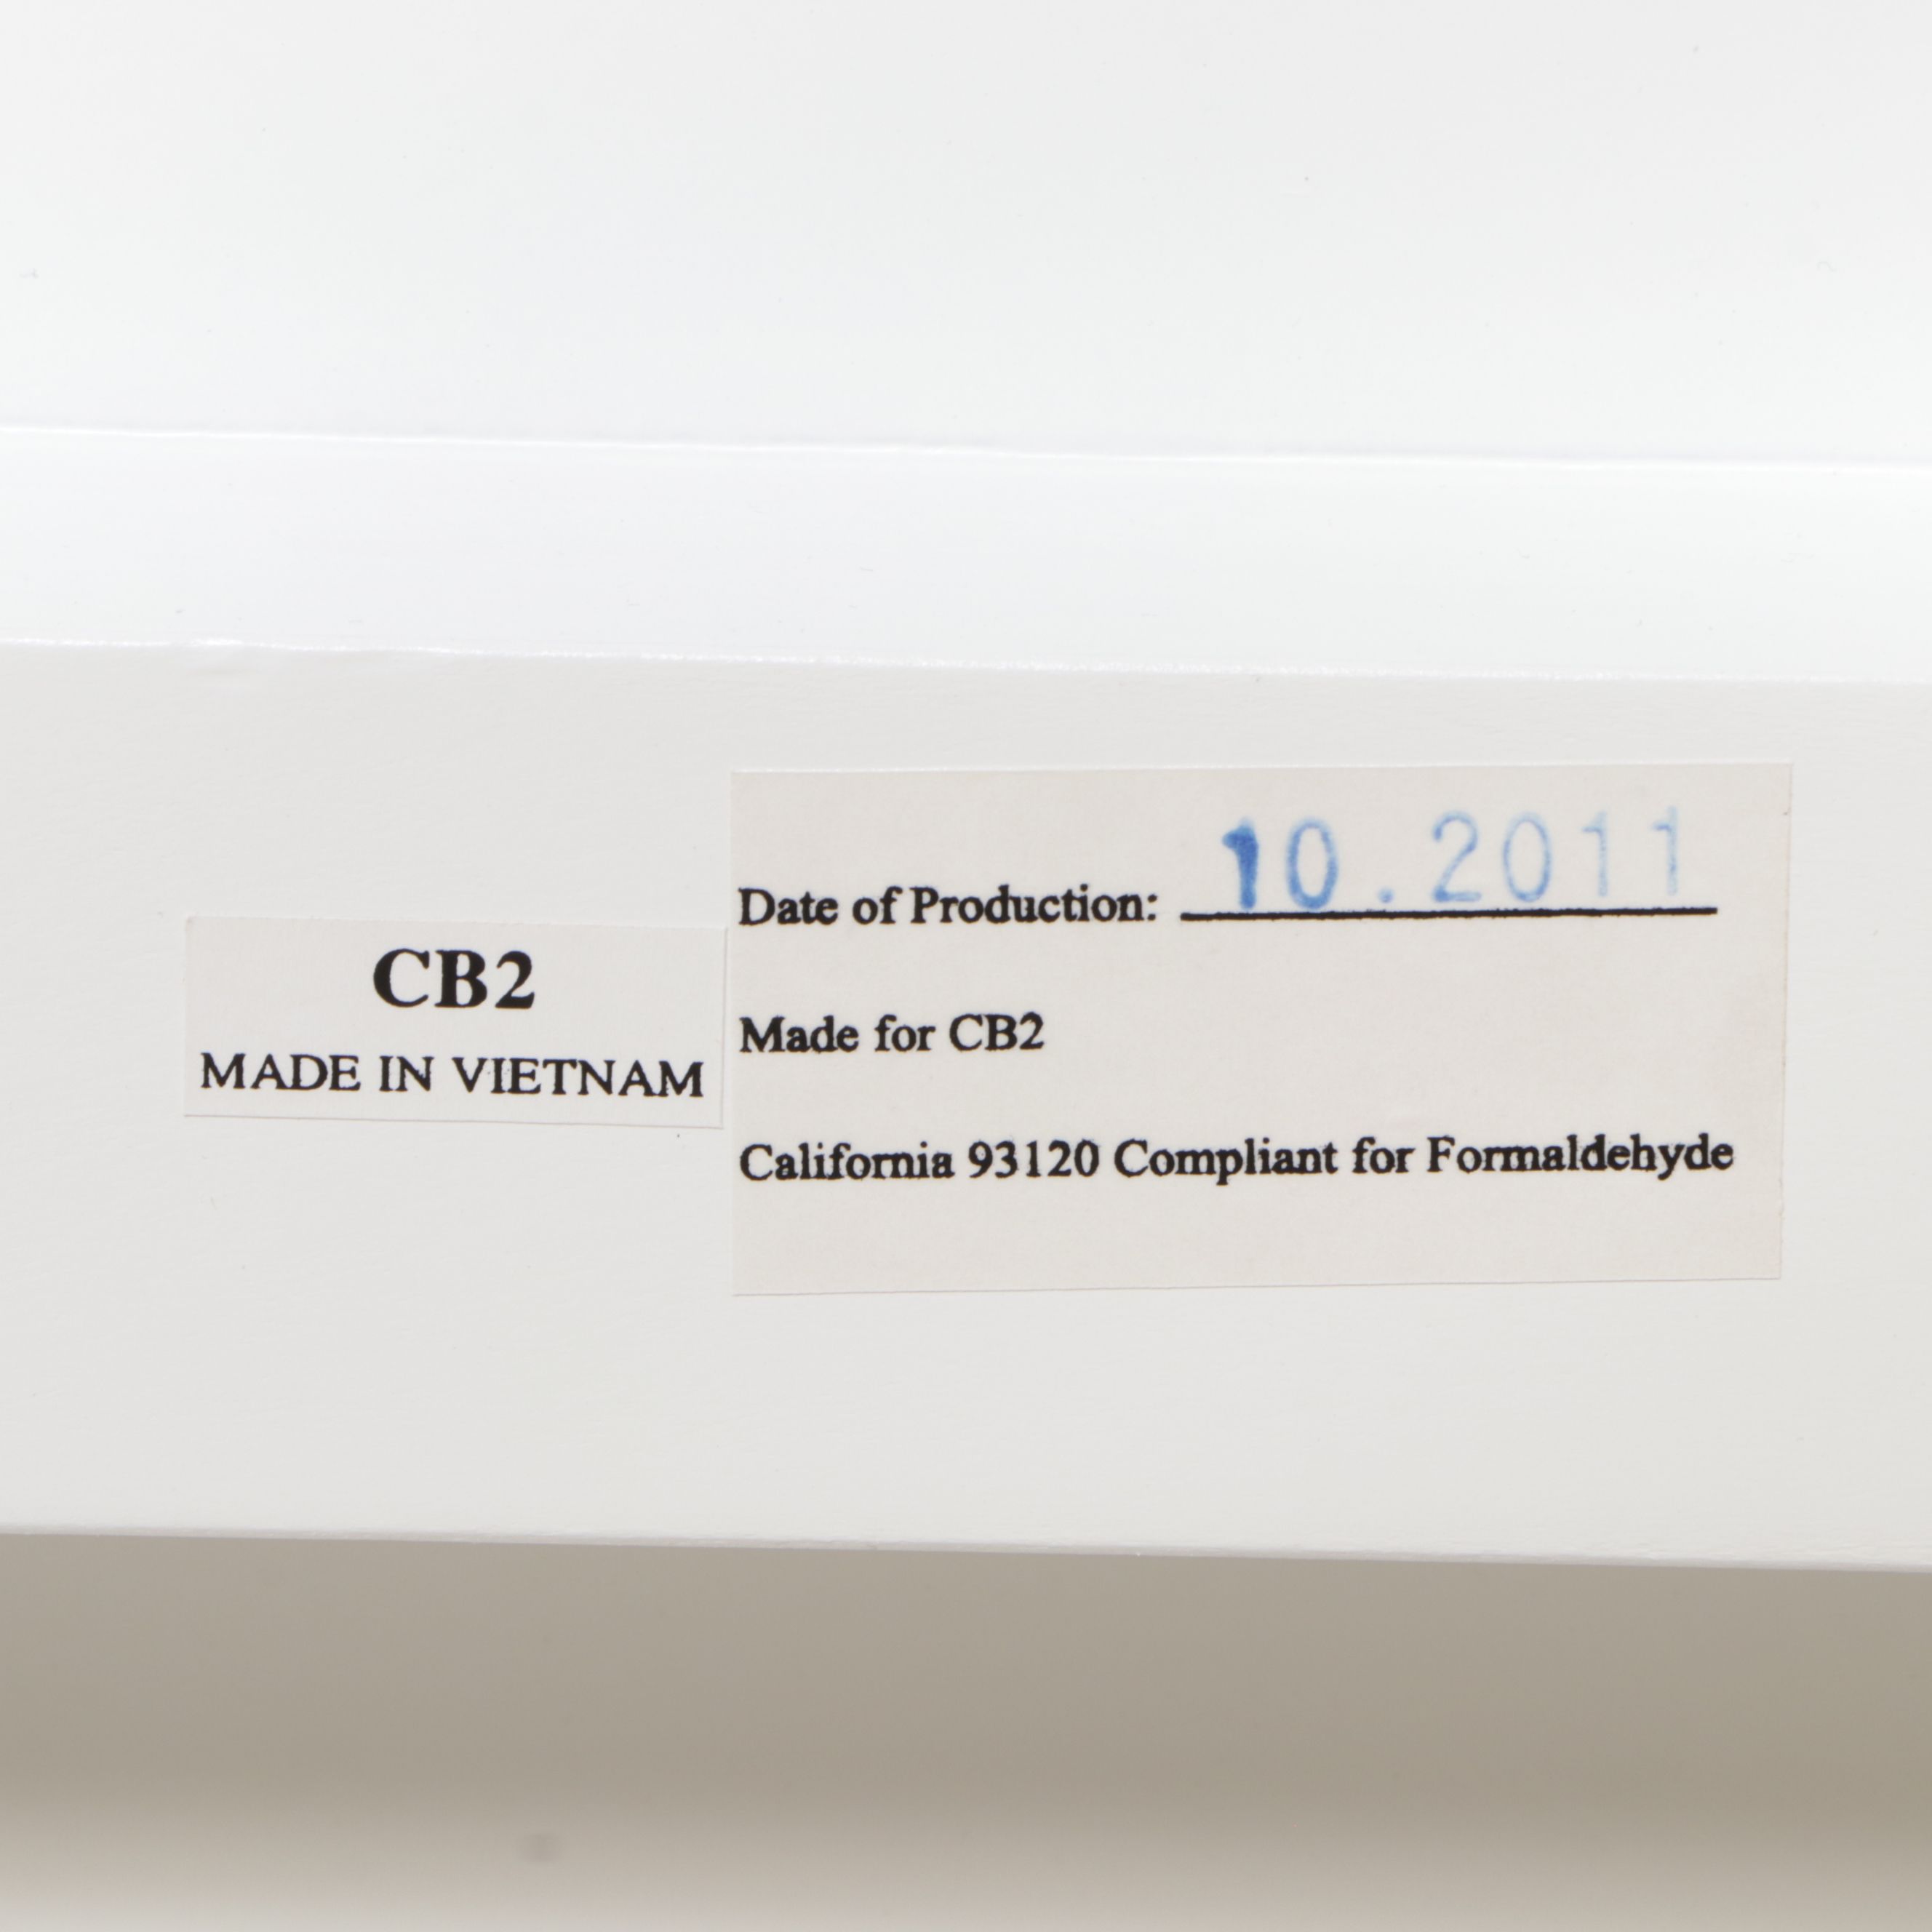 CB2
MADE IN VIETNAM
Date of Production: 10.2011
Made for CB2
California 93120 Compliant for Formaldehyde